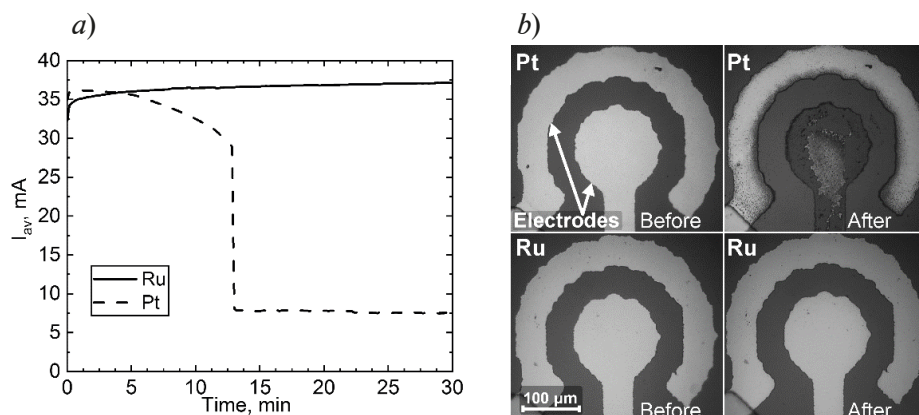 a)
40
35
30
25
20
15
10
5
0
I_av, mA
Ru
Pt
0 5 10 15 20 25 30
Time, min
b)
Pt
Electrodes
Before
After
Ru
100 µm
Before
Ru
After